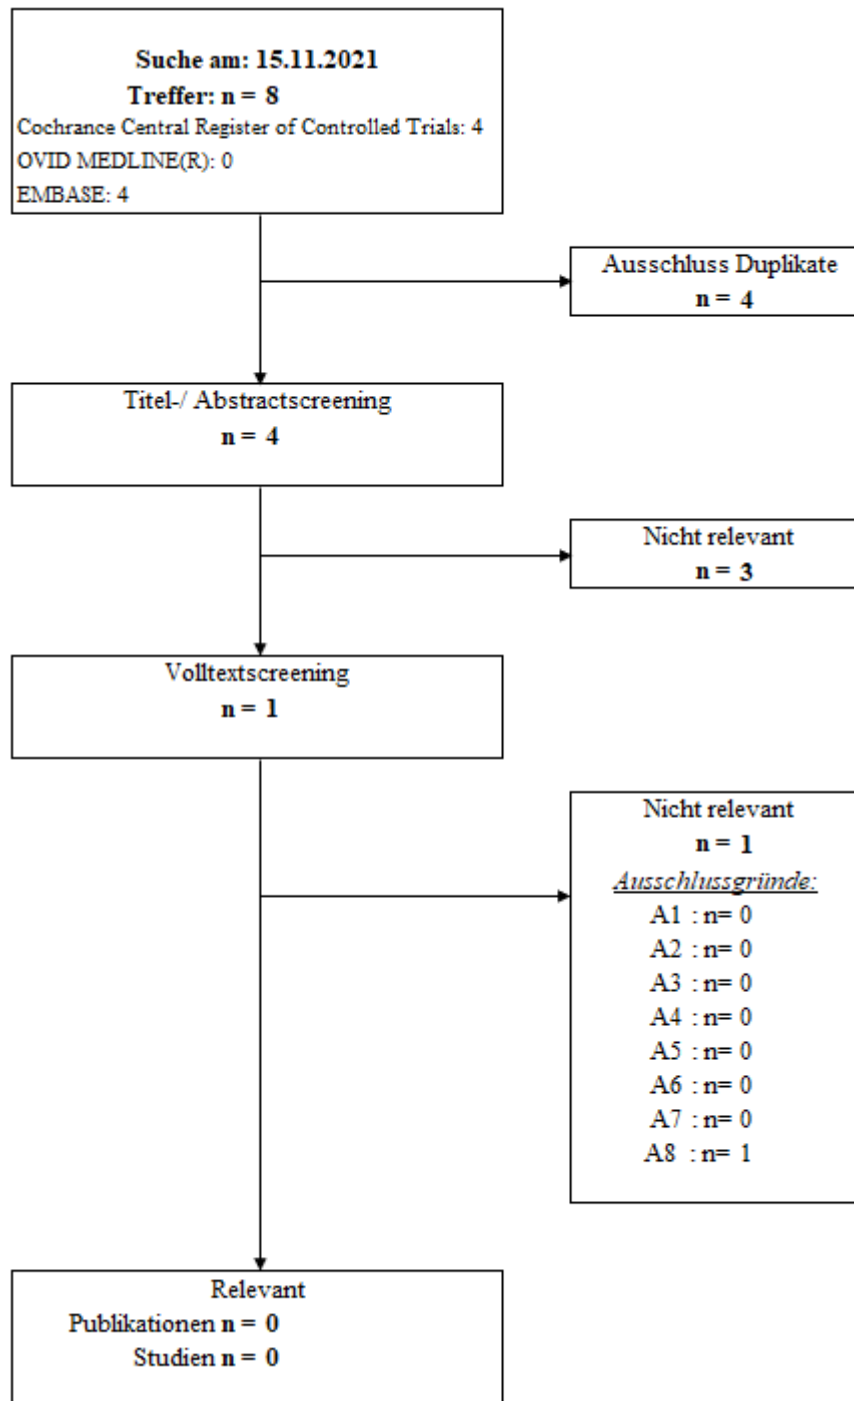 Suche am: 15.11.2021
Treffer: n = 8
Cochrance Central Register of Controlled Trials: 4
OVID MEDLINE(R): 0
EMBASE: 4
Ausschluss Duplikate
n = 4
Titel-/ Abstractscreening
n = 4
Nicht relevant
n = 3
Volltextscreening
n = 1
Nicht relevant
n = 1
Ausschlussgründe:
A1 : n= 0
A2 : n= 0
A3 : n= 0
A4 : n= 0
A5 : n= 0
A6 : n= 0
A7 : n= 0
A8 : n= 1
Relevant
Publikationen n = 0
Studien n = 0